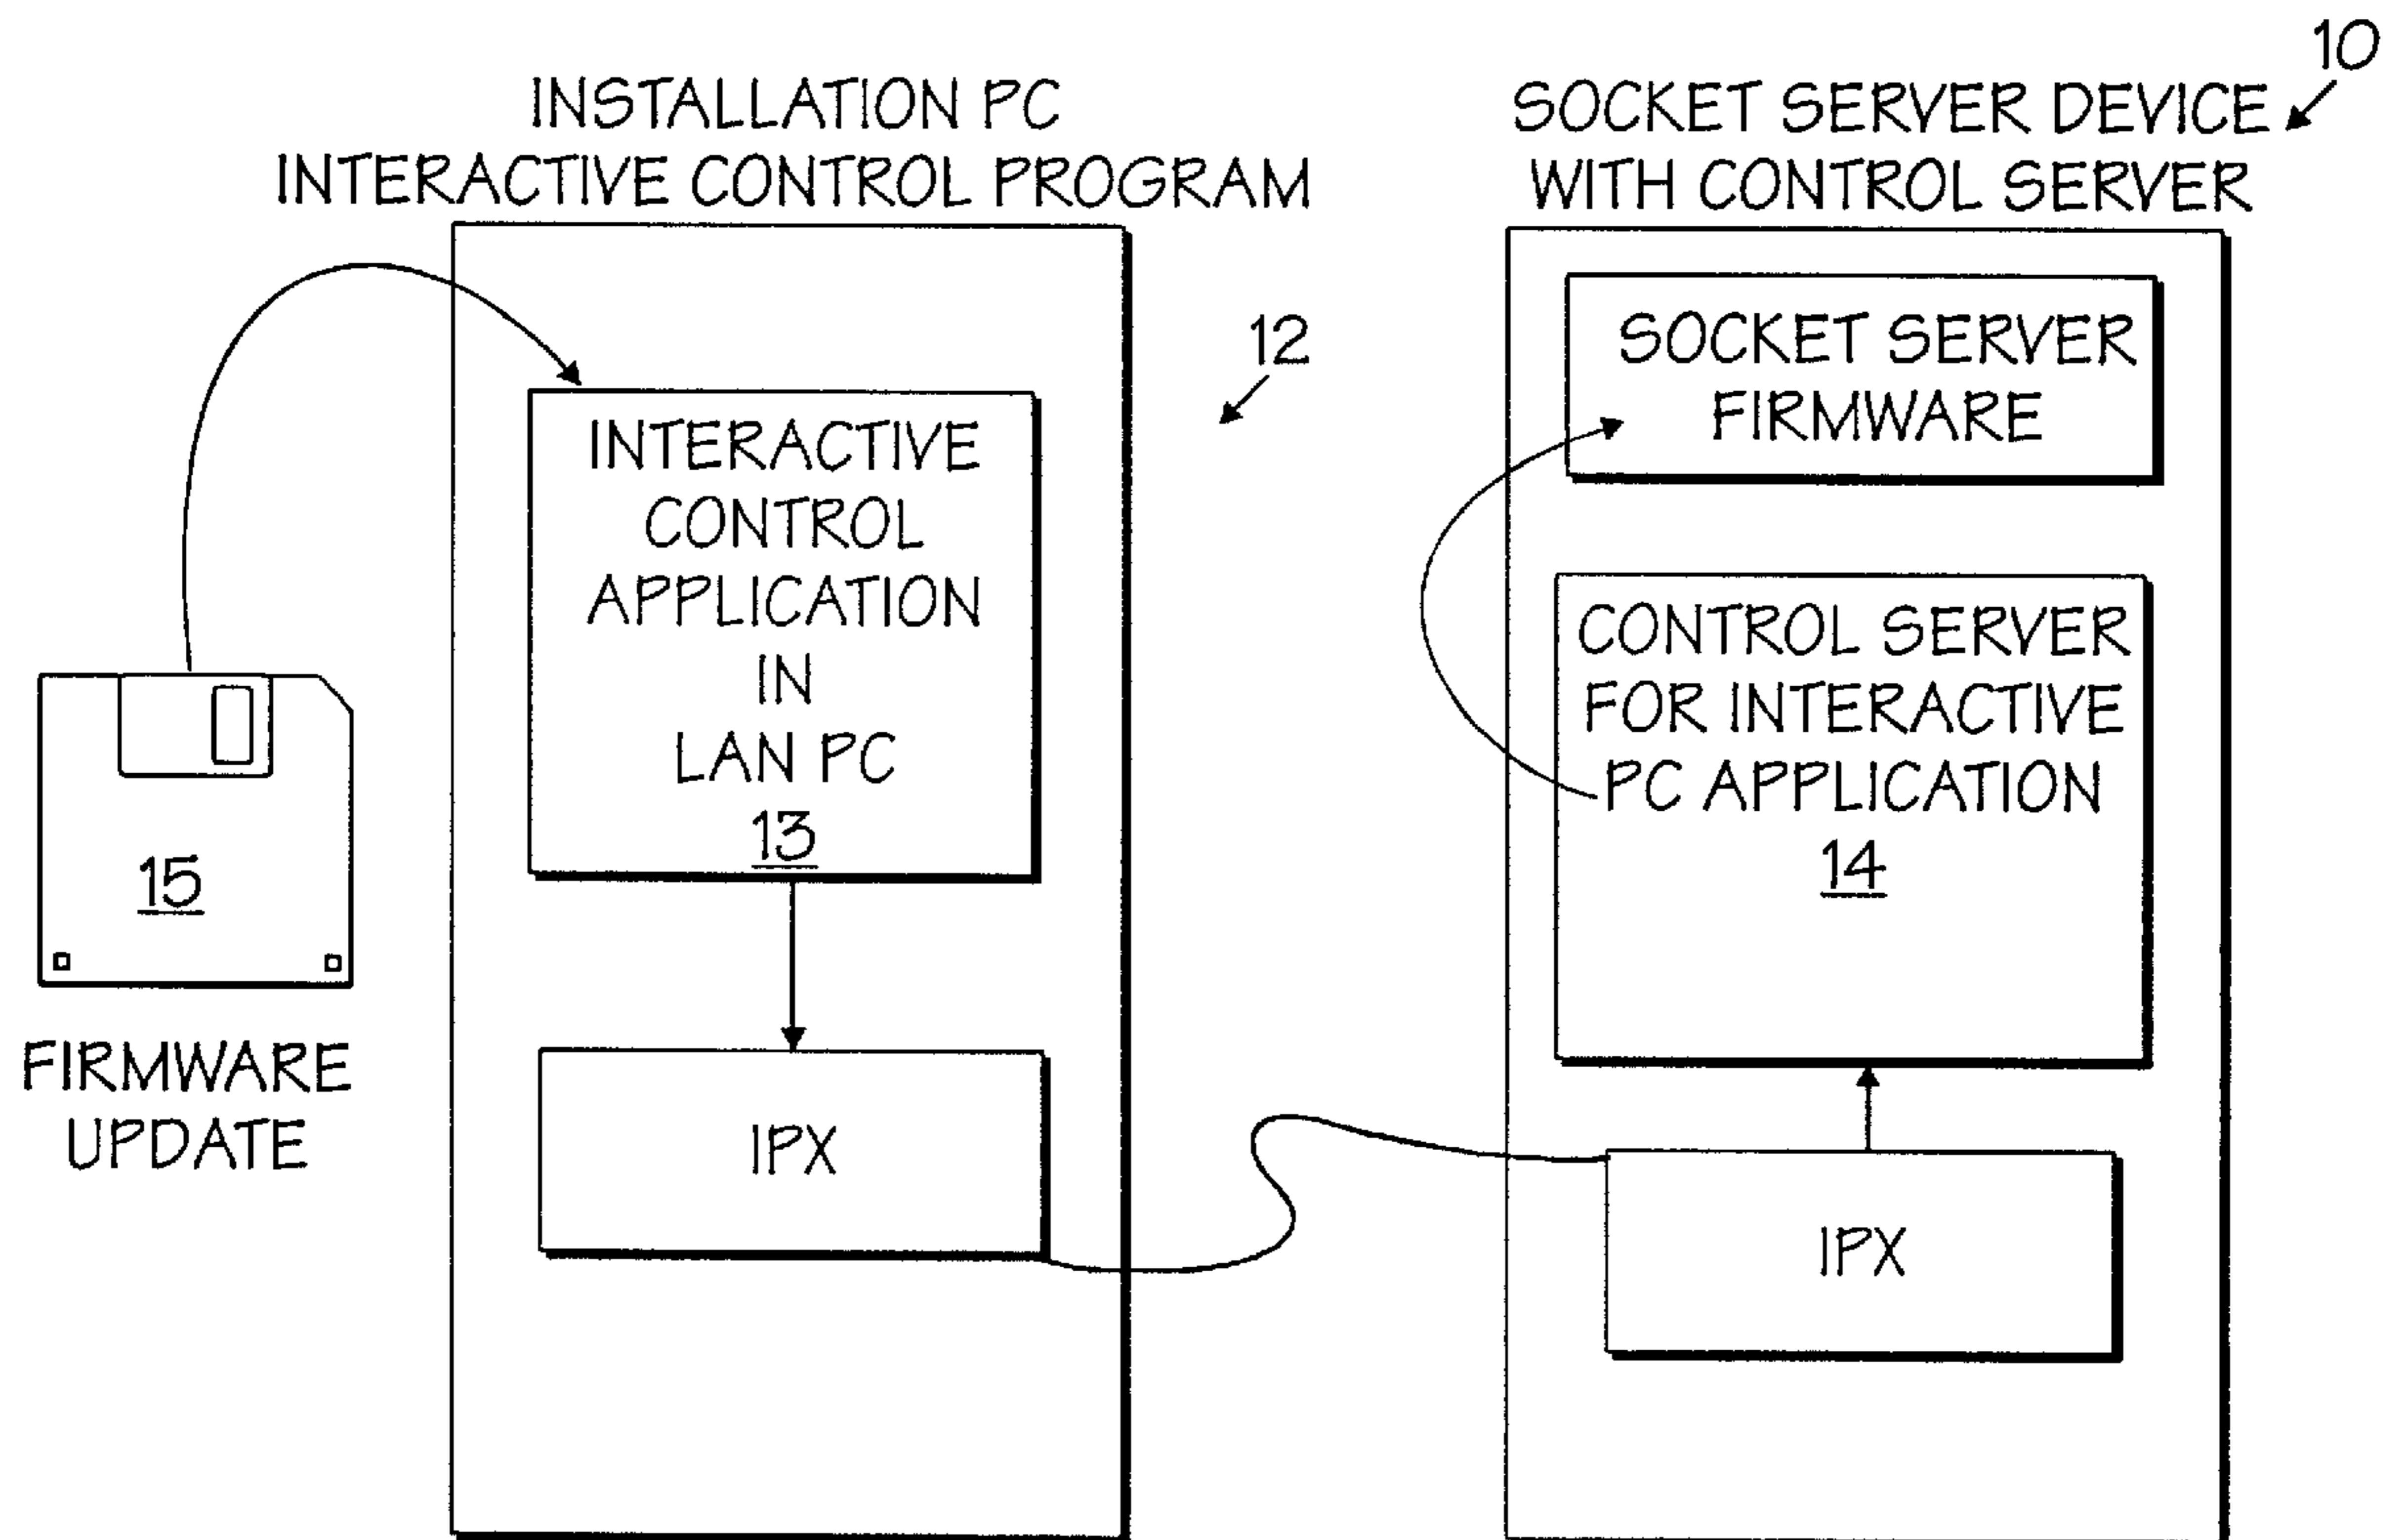 10
INSTALLATION PC
INTERACTIVE CONTROL PROGRAM
SOCKET SERVER DEVICE
WITH CONTROL SERVER
12
INTERACTIVE
CONTROL
APPLICATION
IN
LAN PC
13
SOCKET SERVER
FIRMWARE
CONTROL SERVER
FOR INTERACTIVE
PC APPLICATION
14
15
FIRMWARE
UPDATE
IPX
IPX